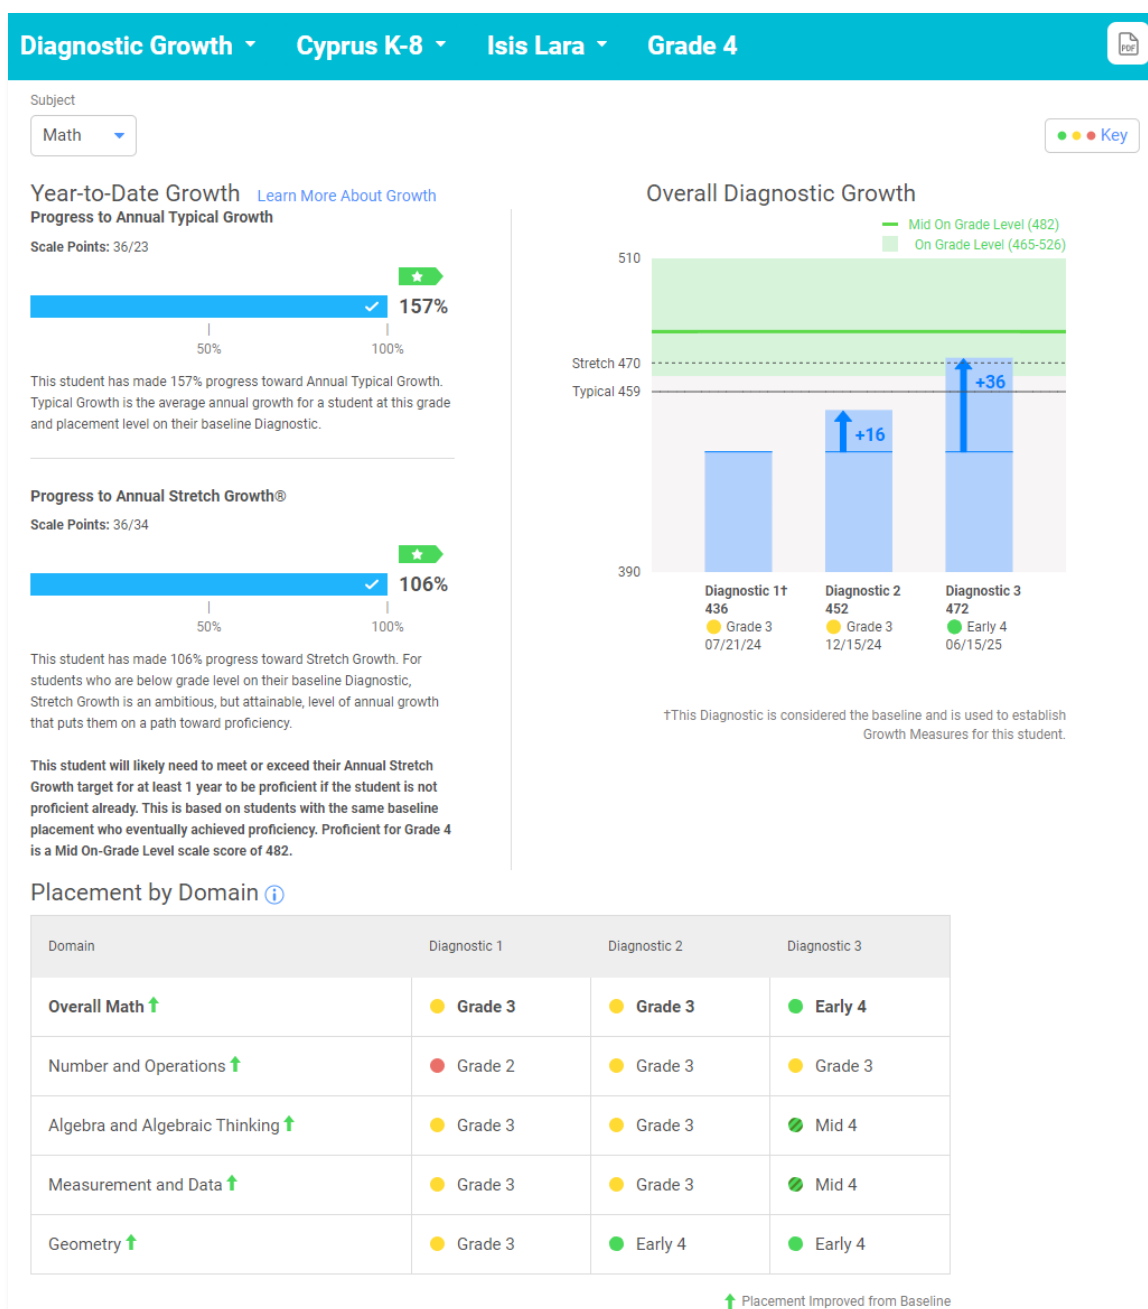 Diagnostic Growth Cyprus K-8 Isis Lara Grade 4
PDF
Subject
Math
Key
Year-to-Date Growth Learn More About Growth
Progress to Annual Typical Growth
Scale Points: 36/23
157%
50% 100%
This student has made 157% progress toward Annual Typical Growth.
Typical Growth is the average annual growth for a student at this grade
and placement level on their baseline Diagnostic.
Progress to Annual Stretch Growth®
Scale Points: 36/34
106%
50% 100%
This student has made 106% progress toward Stretch Growth. For
students who are below grade level on their baseline Diagnostic,
Stretch Growth is an ambitious, but attainable, level of annual growth
that puts them on a path toward proficiency.
This student will likely need to meet or exceed their Annual Stretch
Growth target for at least 1 year to be proficient if the student is not
proficient already. This is based on students with the same baseline
placement who eventually achieved proficiency. Proficient for Grade 4
is a Mid On-Grade Level scale score of 482.
Overall Diagnostic Growth
Mid On Grade Level (482)
On Grade Level (465-526)
510
Stretch 470
Typical 459
+36
+16
390
Diagnostic 1† Diagnostic 2 Diagnostic 3
436 452 472
Grade 3 Grade 3 Early 4
07/21/24 12/15/24 06/15/25
†This Diagnostic is considered the baseline and is used to establish
Growth Measures for this student.
Placement by Domain
Domain Diagnostic 1 Diagnostic 2 Diagnostic 3
Overall Math Grade 3 Grade 3 Early 4
Number and Operations Grade 2 Grade 3 Grade 3
Algebra and Algebraic Thinking Grade 3 Grade 3 Mid 4
Measurement and Data Grade 3 Grade 3 Mid 4
Geometry Grade 3 Early 4 Early 4
Placement Improved from Baseline